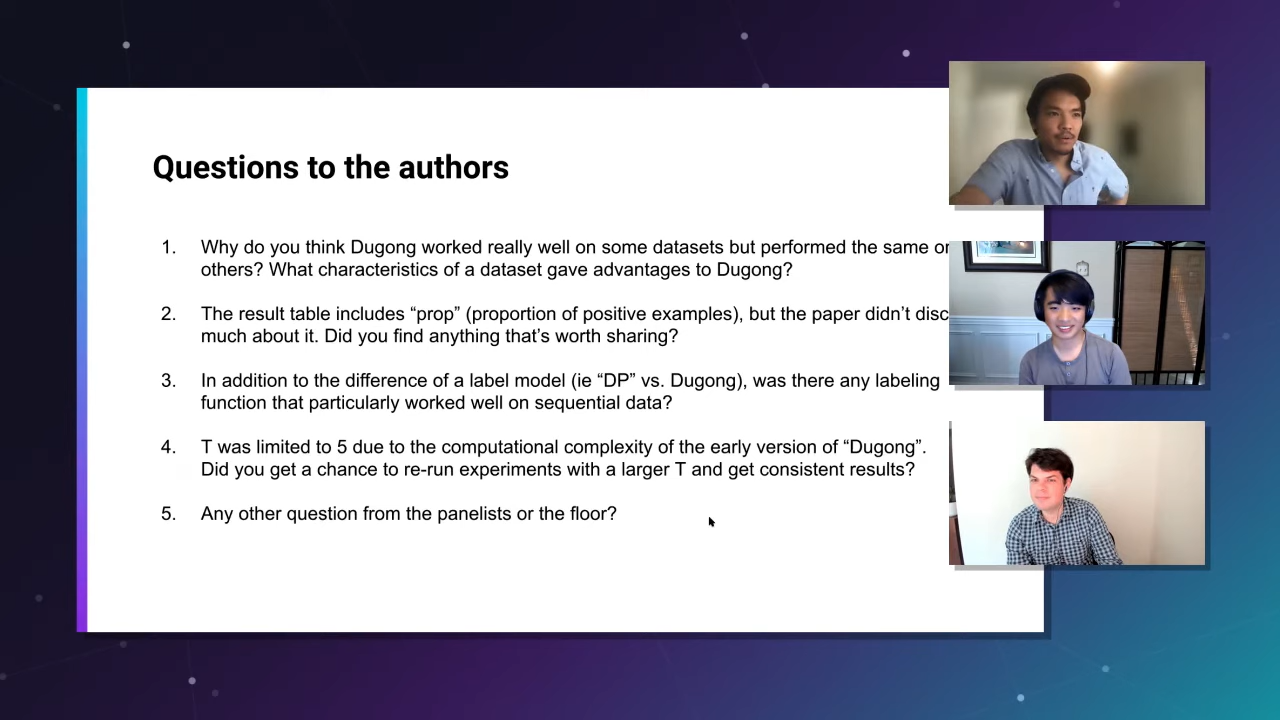 Questions to the authors
1. Why do you think Dugong worked really well on some datasets but performed the same
others? What characteristics of a dataset gave advantages to Dugong?
2. The result table includes “prop” (proportion of positive examples), but the paper didn’t
much about it. Did you find anything that’s worth sharing?
3. In addition to the difference of a label model (ie “DP” vs. Dugong), was there any labeling
function that particularly worked well on sequential data?
4. T was limited to 5 due to the computational complexity of the early version of “Dugong”.
Did you get a chance to re-run experiments with a larger T and get consistent results?
5. Any other question from the panelists or the floor?